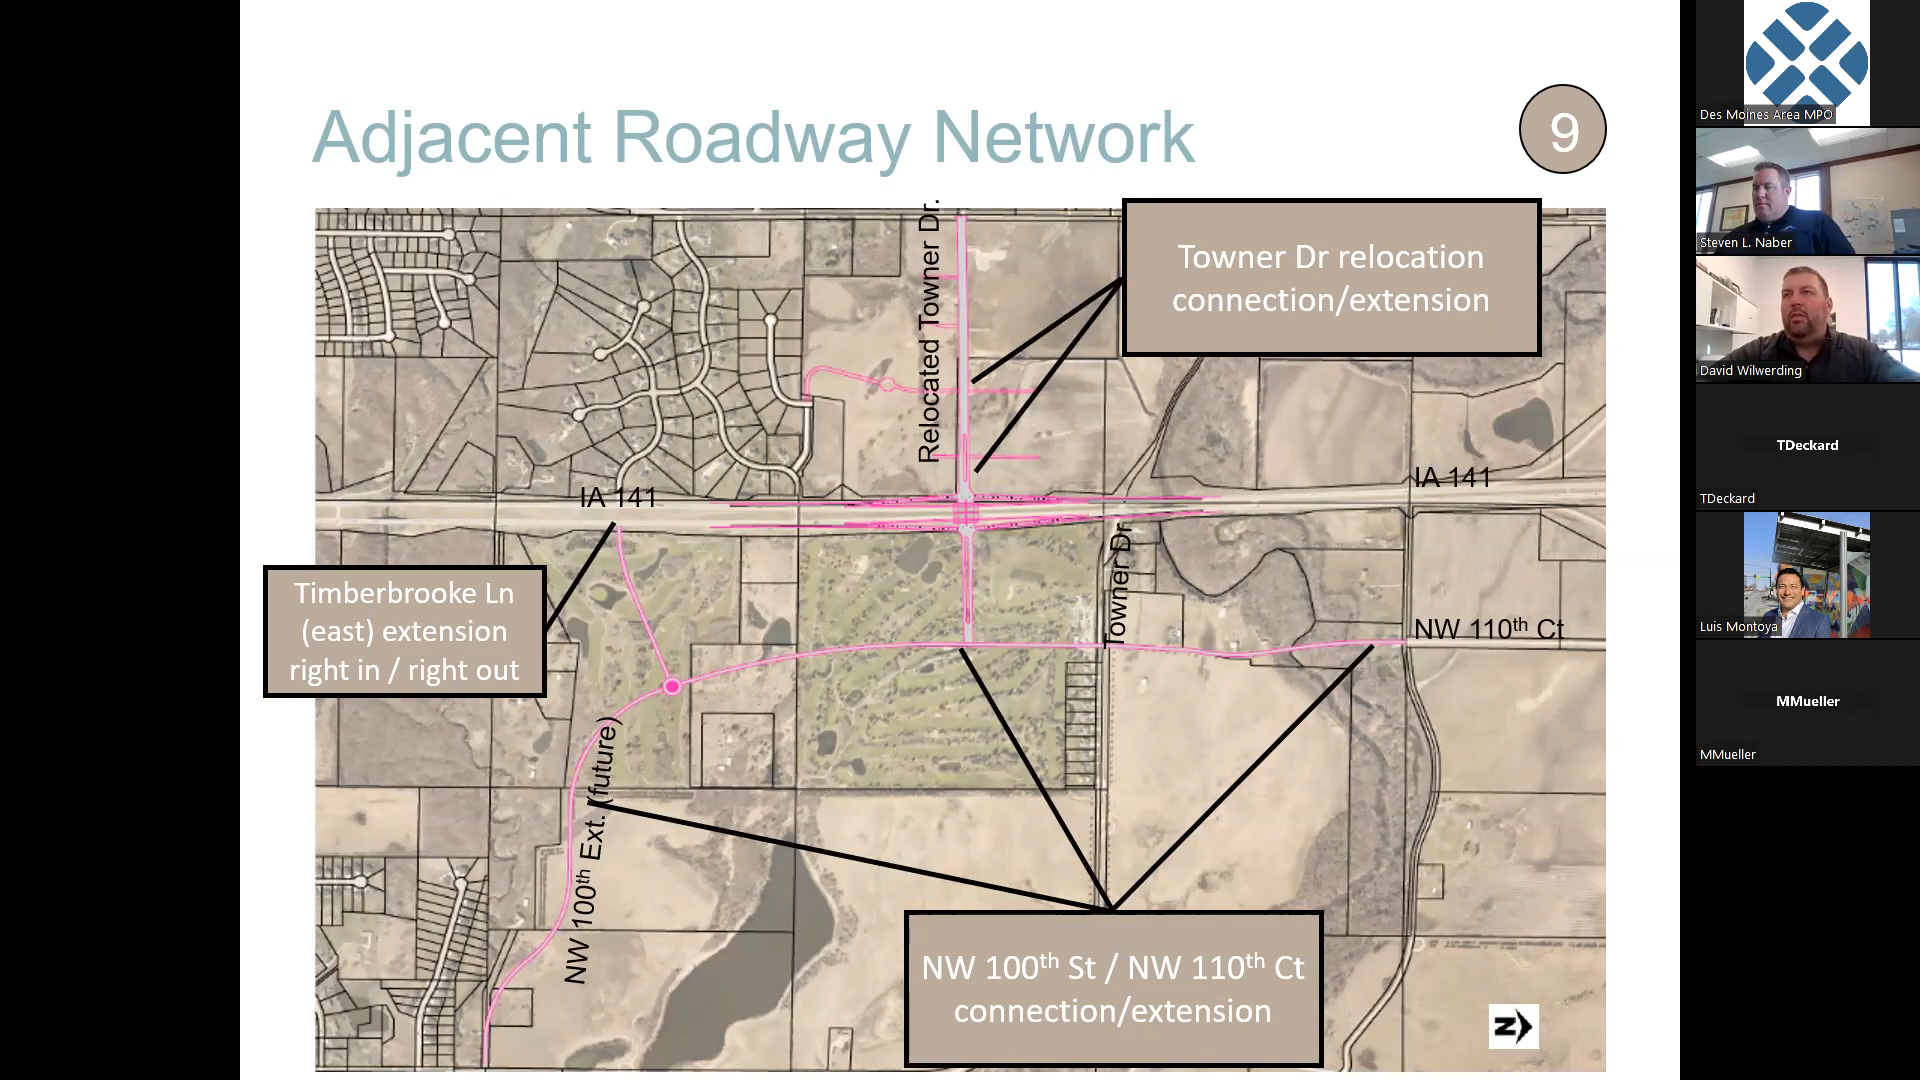 Adjacent Roadway Network
9
Relocated Towner Dr.
Towner Dr relocation
connection/extension
IA 141
IA 141
Timberbrooke Ln
(east) extension
right in / right out
Towner Dr
NW 110th Ct
NW 100th Ext. (future)
NW 100th St / NW 110th Ct
connection/extension
Z
Des Moines Area MPO
Steven L. Naber
David Wilwerding
TDeckard
TDeckard
Luis Montoya
MMueller
MMueller